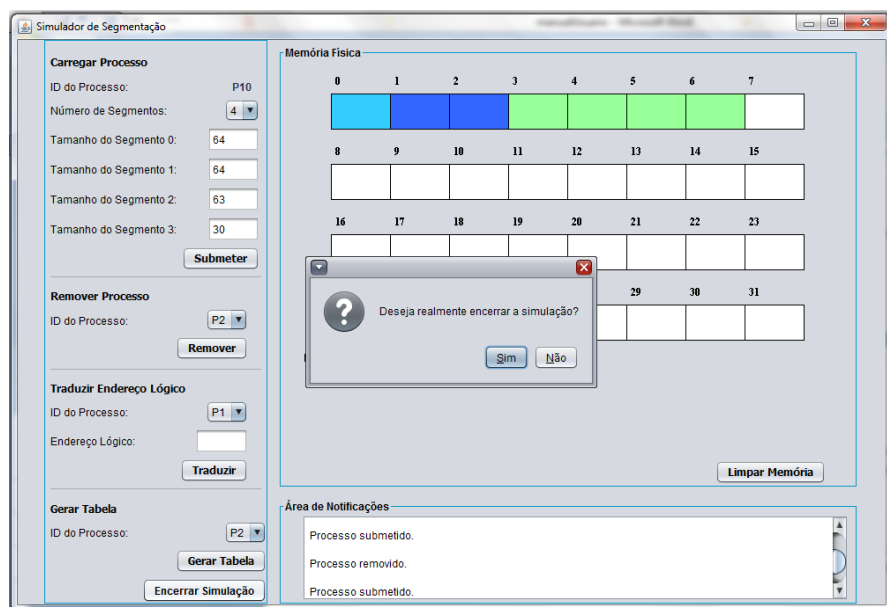 Simulador de Segmentação
Carregar Processo
ID do Processo: P10
Número de Segmentos: 4
Tamanho do Segmento 0: 64
Tamanho do Segmento 1: 64
Tamanho do Segmento 2: 63
Tamanho do Segmento 3: 30
Submeter
Remover Processo
ID do Processo: P2
Remover
Traduzir Endereço Lógico
ID do Processo: P1
Endereço Lógico:
Traduzir
Gerar Tabela
ID do Processo: P2
Gerar Tabela
Encerrar Simulação
Memória Física
0 1 2 3 4 5 6 7
8 9 10 11 12 13 14 15
16 17 18 19 20 21 22 23
29 30 31
Deseja realmente encerrar a simulação?
Sim Não
Limpar Memória
Área de Notificações
Processo submetido.
Processo removido.
Processo submetido.